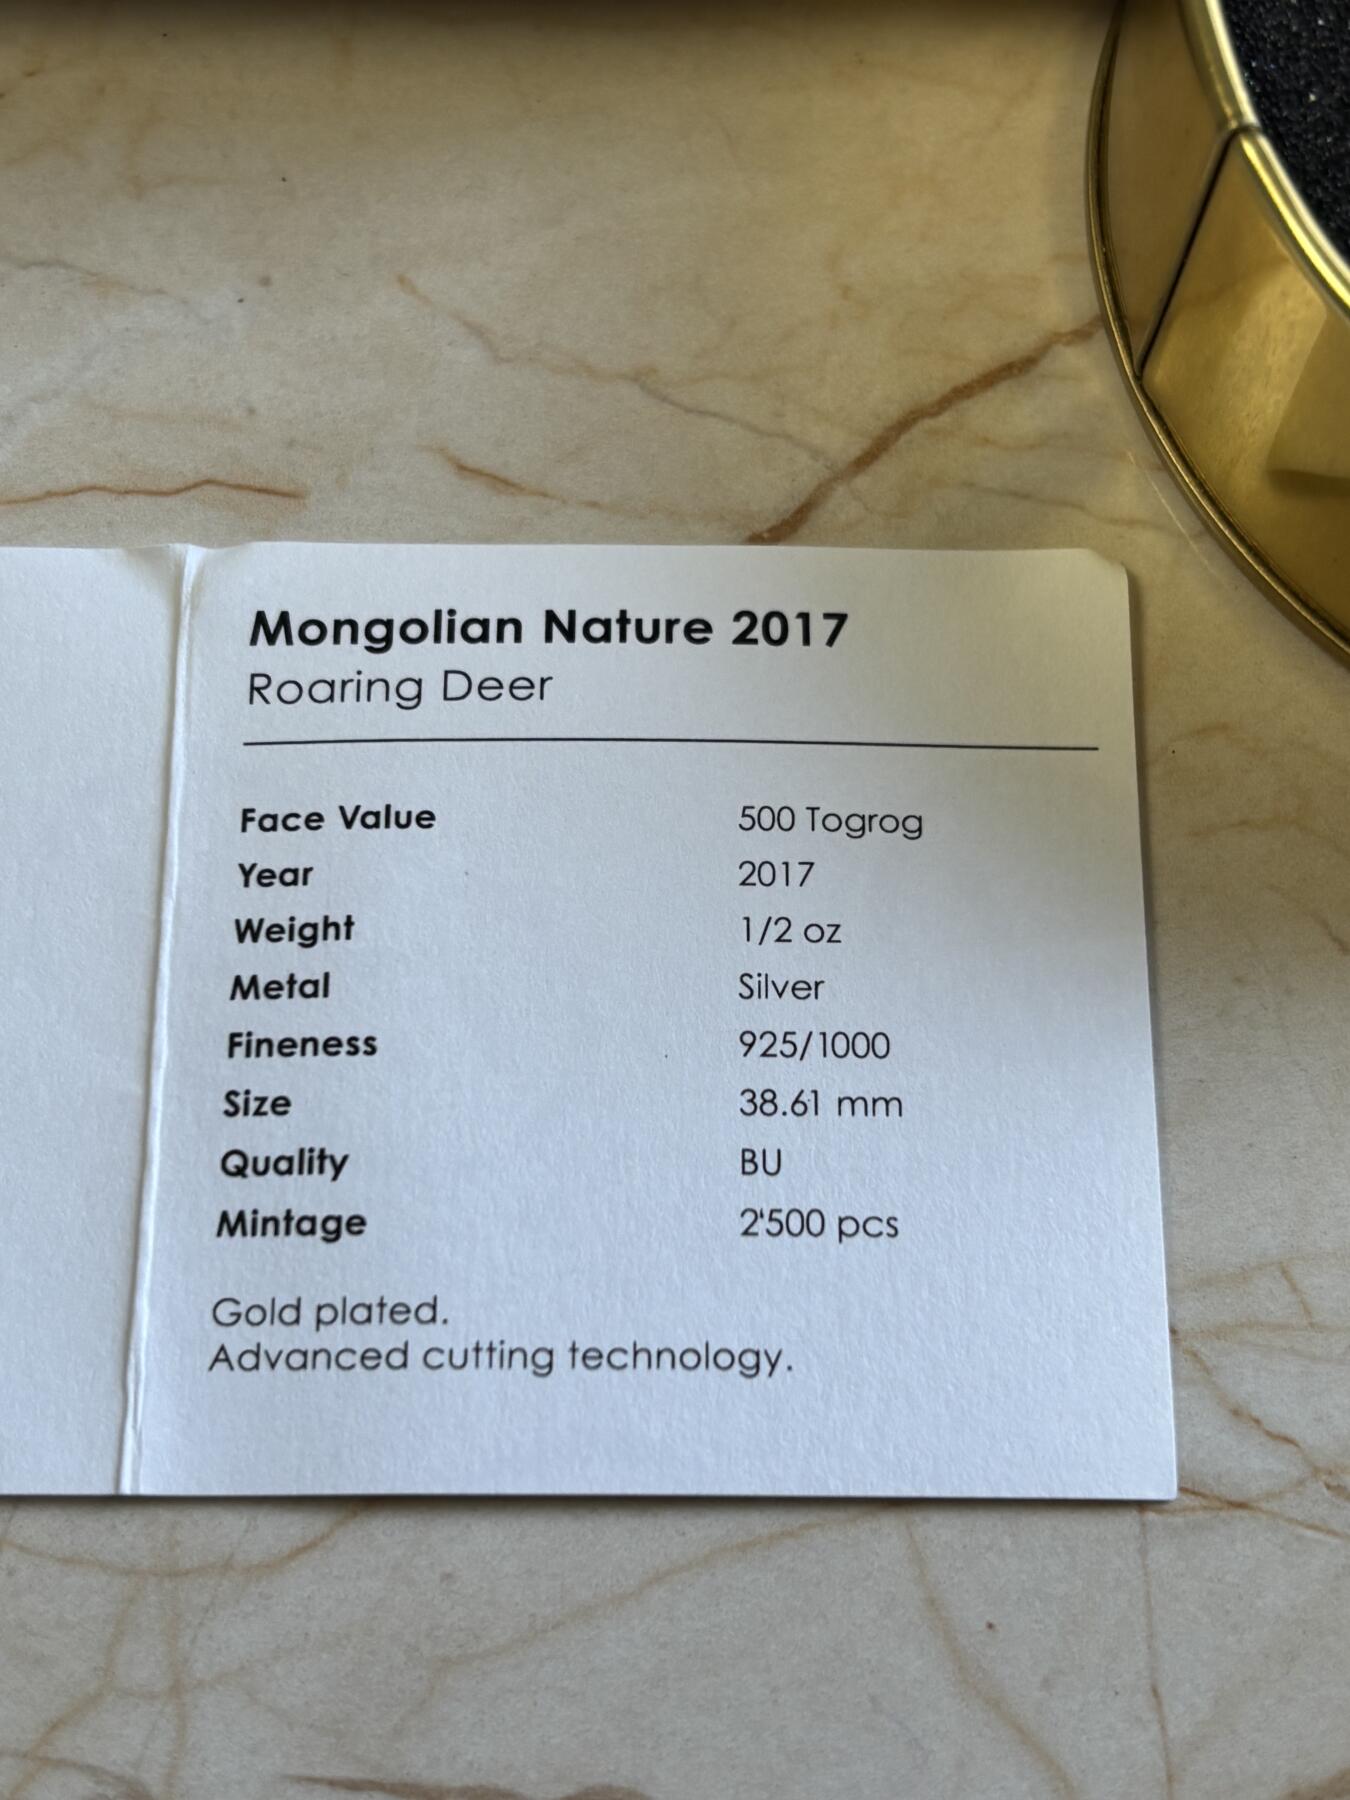 Mongolian Nature 2017
Roaring Deer
Face Value 500 Togrog
Year 2017
Weight 1/2 oz
Metal Silver
Fineness 925/1000
Size 38.61 mm
Quality BU
Mintage 2'500 pcs
Gold plated.
Advanced cutting technology.